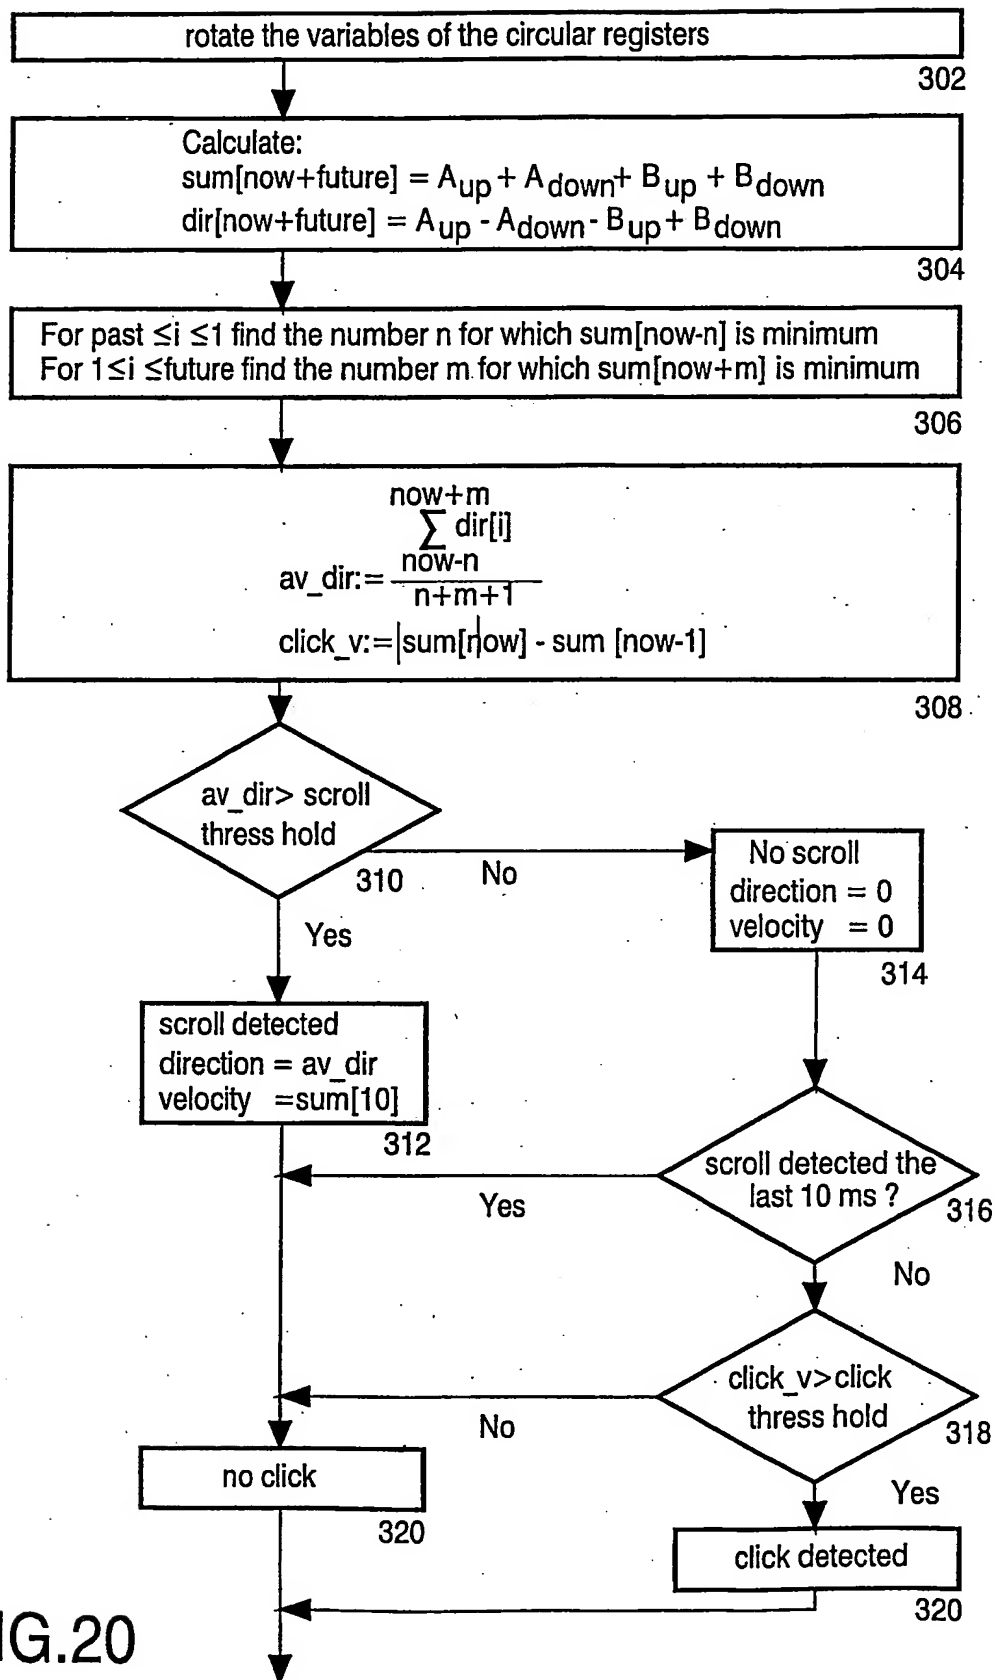 rotate the variables of the circular registers
302
Calculate:
sum[now+future] = Aup + Adown+ Bup + Bdown
dir[now+future] = Aup - Adown- Bup + Bdown
304
For past ≤i ≤1 find the number n for which sum[now-n] is minimum
For 1≤i ≤future find the number m for which sum[now+m] is minimum
306
now+m
∑ dir[i]
now-n
av_dir:=
n+m+1
click_v:=|sum[now] - sum [now-1]
308
av_dir> scroll
thress hold
310
No
Yes
No scroll
direction = 0
velocity = 0
314
scroll detected
direction = av_dir
velocity =sum[10]
312
scroll detected the
last 10 ms ?
316
Yes
No
click_v>click
thress hold
318
No
Yes
no click
320
click detected
320
IG.20